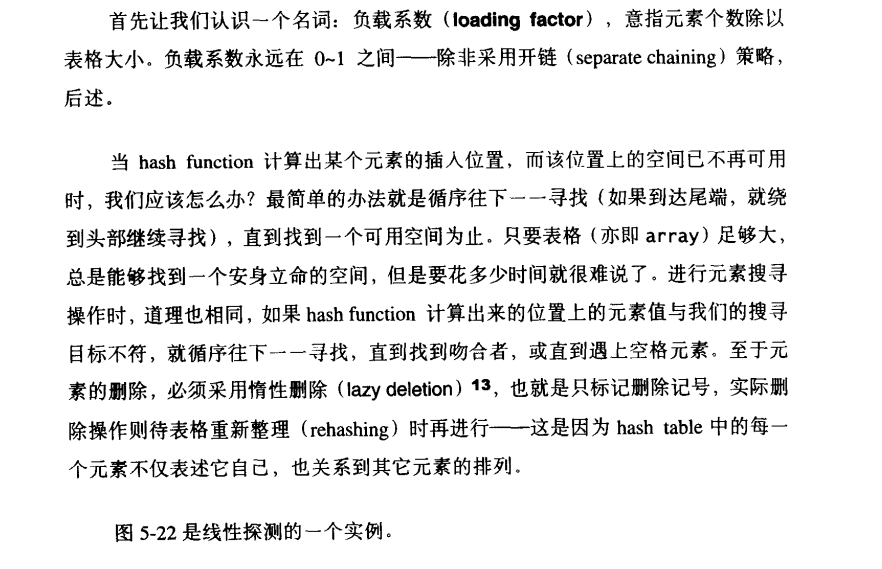 首先让我们认识一个名词：负载系数（loading factor），意指元素个数除以
表格大小。负载系数永远在 0~1 之间——除非采用开链（separate chaining）策略，
后述。
当 hash function 计算出某个元素的插入位置，而该位置上的空间已不再可用
时，我们应该怎么办？最简单的办法就是循序往下一一寻找（如果到达尾端，就绕
到头部继续寻找），直到找到一个可用空间为止。只要表格（亦即 array）足够大，
总是能够找到一个安身立命的空间，但是要花多少时间就很难说了。进行元素搜寻
操作时，道理也相同，如果 hash function 计算出来的位置上的元素值与我们的搜寻
目标不符，就循序往下一一寻找，直到找到吻合者，或直到遇上空格元素。至于元
素的删除，必须采用惰性删除（lazy deletion）13，也就是只标记删除记号，实际删
除操作则待表格重新整理（rehashing）时再进行——这是因为 hash table 中的每一
个元素不仅表述它自己，也关系到其它元素的排列。
图 5-22 是线性探测的一个实例。